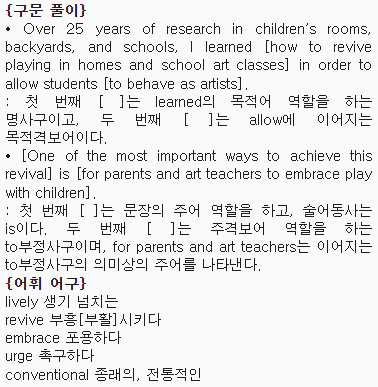 {구문 풀이}
• Over 25 years of research in children's rooms,
backyards, and schools, I learned [how to revive
playing in homes and school art classes] in order to
allow students [to behave as artists].
: 첫 번째 [ ]는 learned의 목적어 역할을 하는
명사구이고, 두 번째 [ ]는 allow에 이어지는
목적격보어이다.
• [One of the most important ways to achieve this
revival] is [for parents and art teachers to embrace play
with children].
: 첫 번째 [ ]는 문장의 주어 역할을 하고, 술어동사는
is이다. 두 번째 [ ]는 주격보어 역할을 하는
to부정사구이며, for parents and art teachers는 이어지는
to부정사구의 의미상의 주어를 나타낸다.
{어휘 어구}
lively 생기 넘치는
revive 부흥[부활]시키다
embrace 포용하다
urge 촉구하다
conventional 종래의, 전통적인